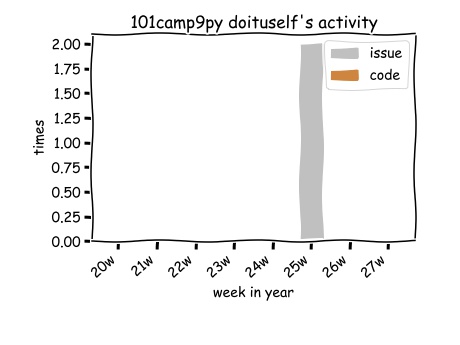 101camp9py doituself's activity
issue
code
2.00
1.75
1.50
1.25
1.00
0.75
0.50
0.25
0.00
times
20w 21w 22w 23w 24w 25w 26w 27w
week in year